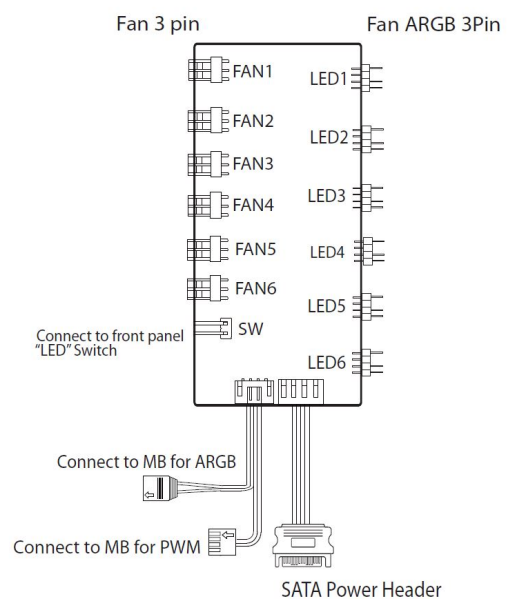 Fan 3 pin
Fan ARGB 3Pin
FAN1
LED1
FAN2
LED2
FAN3
LED3
FAN4
LED4
FAN5
FAN6
LED5
SW
Connect to front panel
“LED” Switch
LED6
Connect to MB for ARGB
Connect to MB for PWM
SATA Power Header